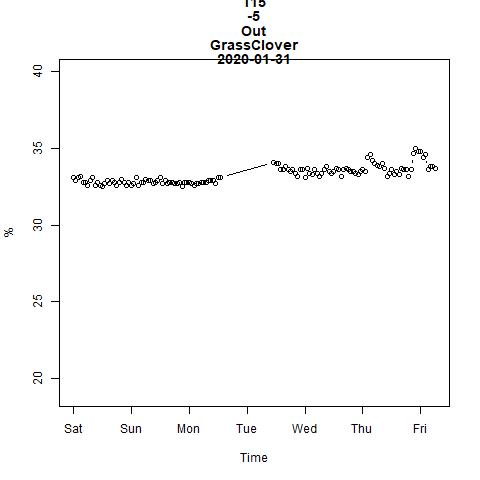 T15
-5
Out
GrassClover
2020-01-31
40
35
30
25
20
%
Sat
Sun
Mon
Tue
Wed
Thu
Fri
Time